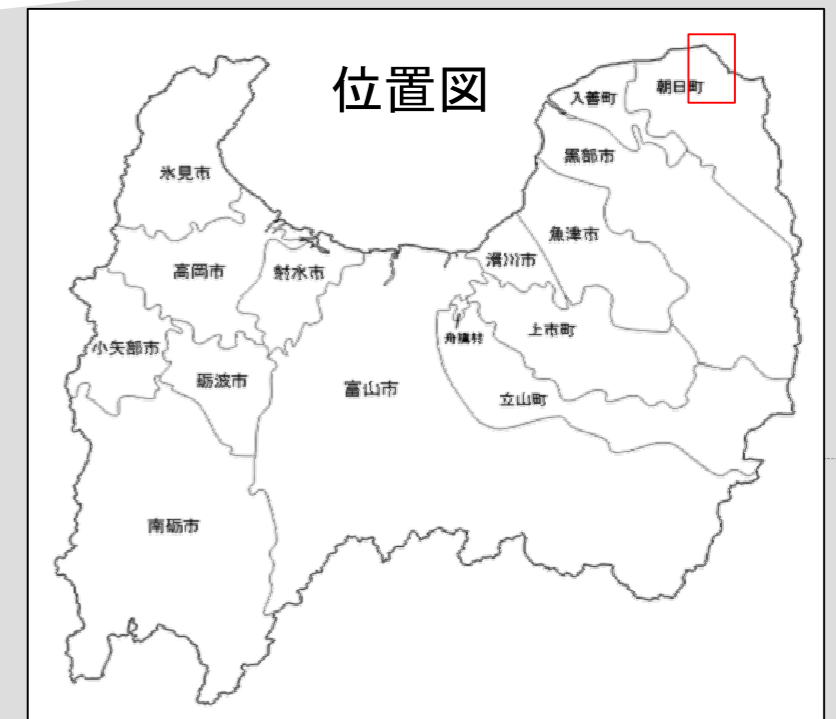 位置図
朝日町
入善町
黒部市
氷見市
魚津市
滑川市
高岡市
射水市
上市町
舟橋村
小矢部市
砺波市
富山市
立山町
南砺市